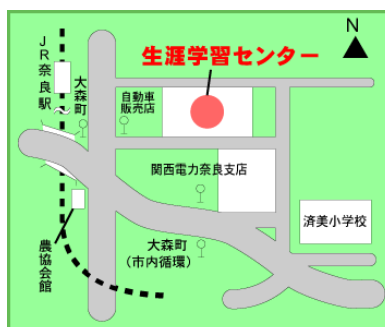 N
生涯学習センター
JR奈良駅
大森町
自動車
販売店
関西電力奈良支店
済美小学校
農協会館
大森町
(市内循環)